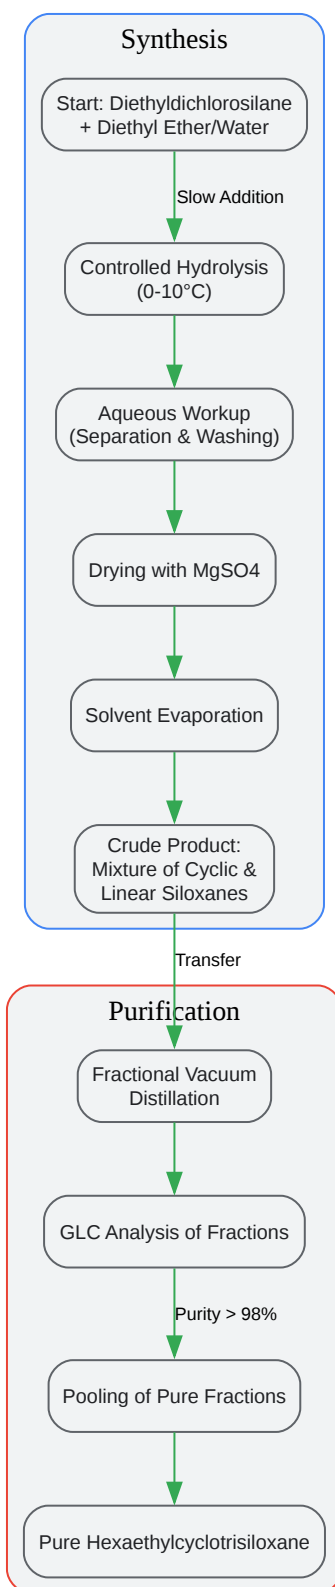 Synthesis
Start: Diethyldichlorosilane
+ Diethyl Ether/Water
Slow Addition
Controlled Hydrolysis
(0-10°C)
Aqueous Workup
(Separation & Washing)
Drying with MgSO4
Solvent Evaporation
Crude Product:
Mixture of Cyclic &
Linear Siloxanes
Transfer
Purification
Fractional Vacuum
Distillation
GLC Analysis of Fractions
Purity > 98%
Pooling of Pure Fractions
Pure Hexaethylcyclotrisiloxane